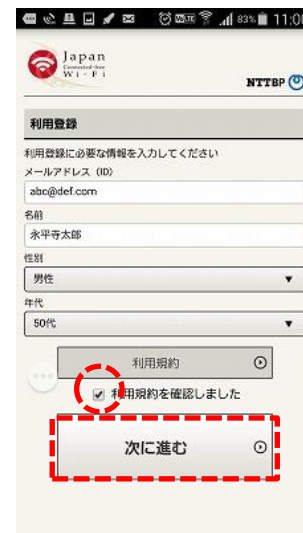 83% 11:00
Japan
Connected-free
Wi-Fi
NTTBP
利用登録
利用登録に必要な情報を入力してください
メールアドレス (ID)
abc@def.com
名前
永平寺太郎
性別
男性
年代
50代
利用規約
利用規約を確認しました
次に進む